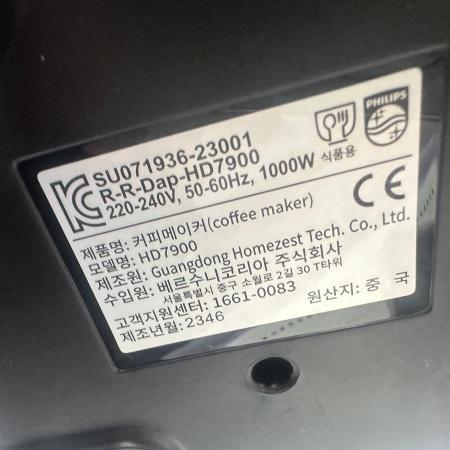 SU071936-23001
R-R-Dap-HD7900
220-240V, 50-60Hz, 1000W
식품용
PHILIPS
제품명: 커피메이커(coffee maker)
모델명: HD7900
제조원: Guangdong Homezest Tech. Co., Ltd.
수입원: 베르수니코리아 주식회사
서울특별시 중구 소월로 2길 30 T타워
고객지원센터: 1661-0083
원산지: 중 국
제조년월: 2346